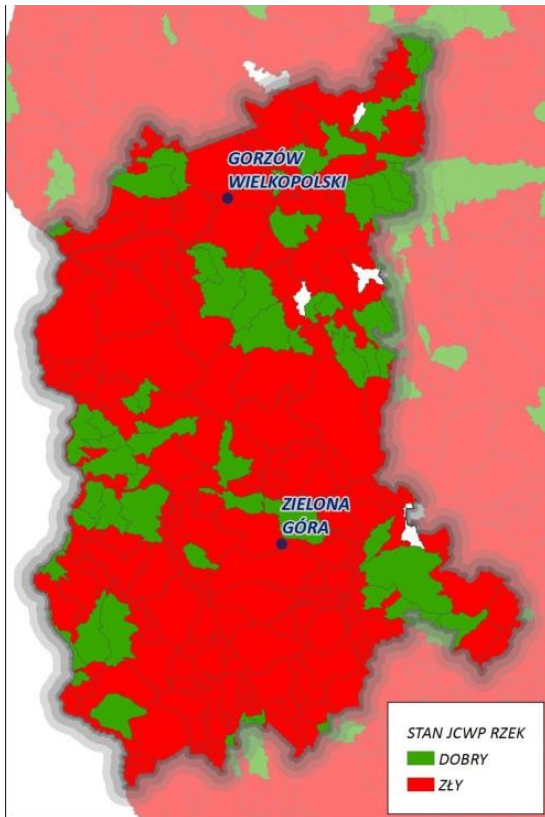 GORZÓW
WIELKOPOLSKI
ZIELONA
GÓRA
STAN JCWP RZEK
DOBRY
ZŁY